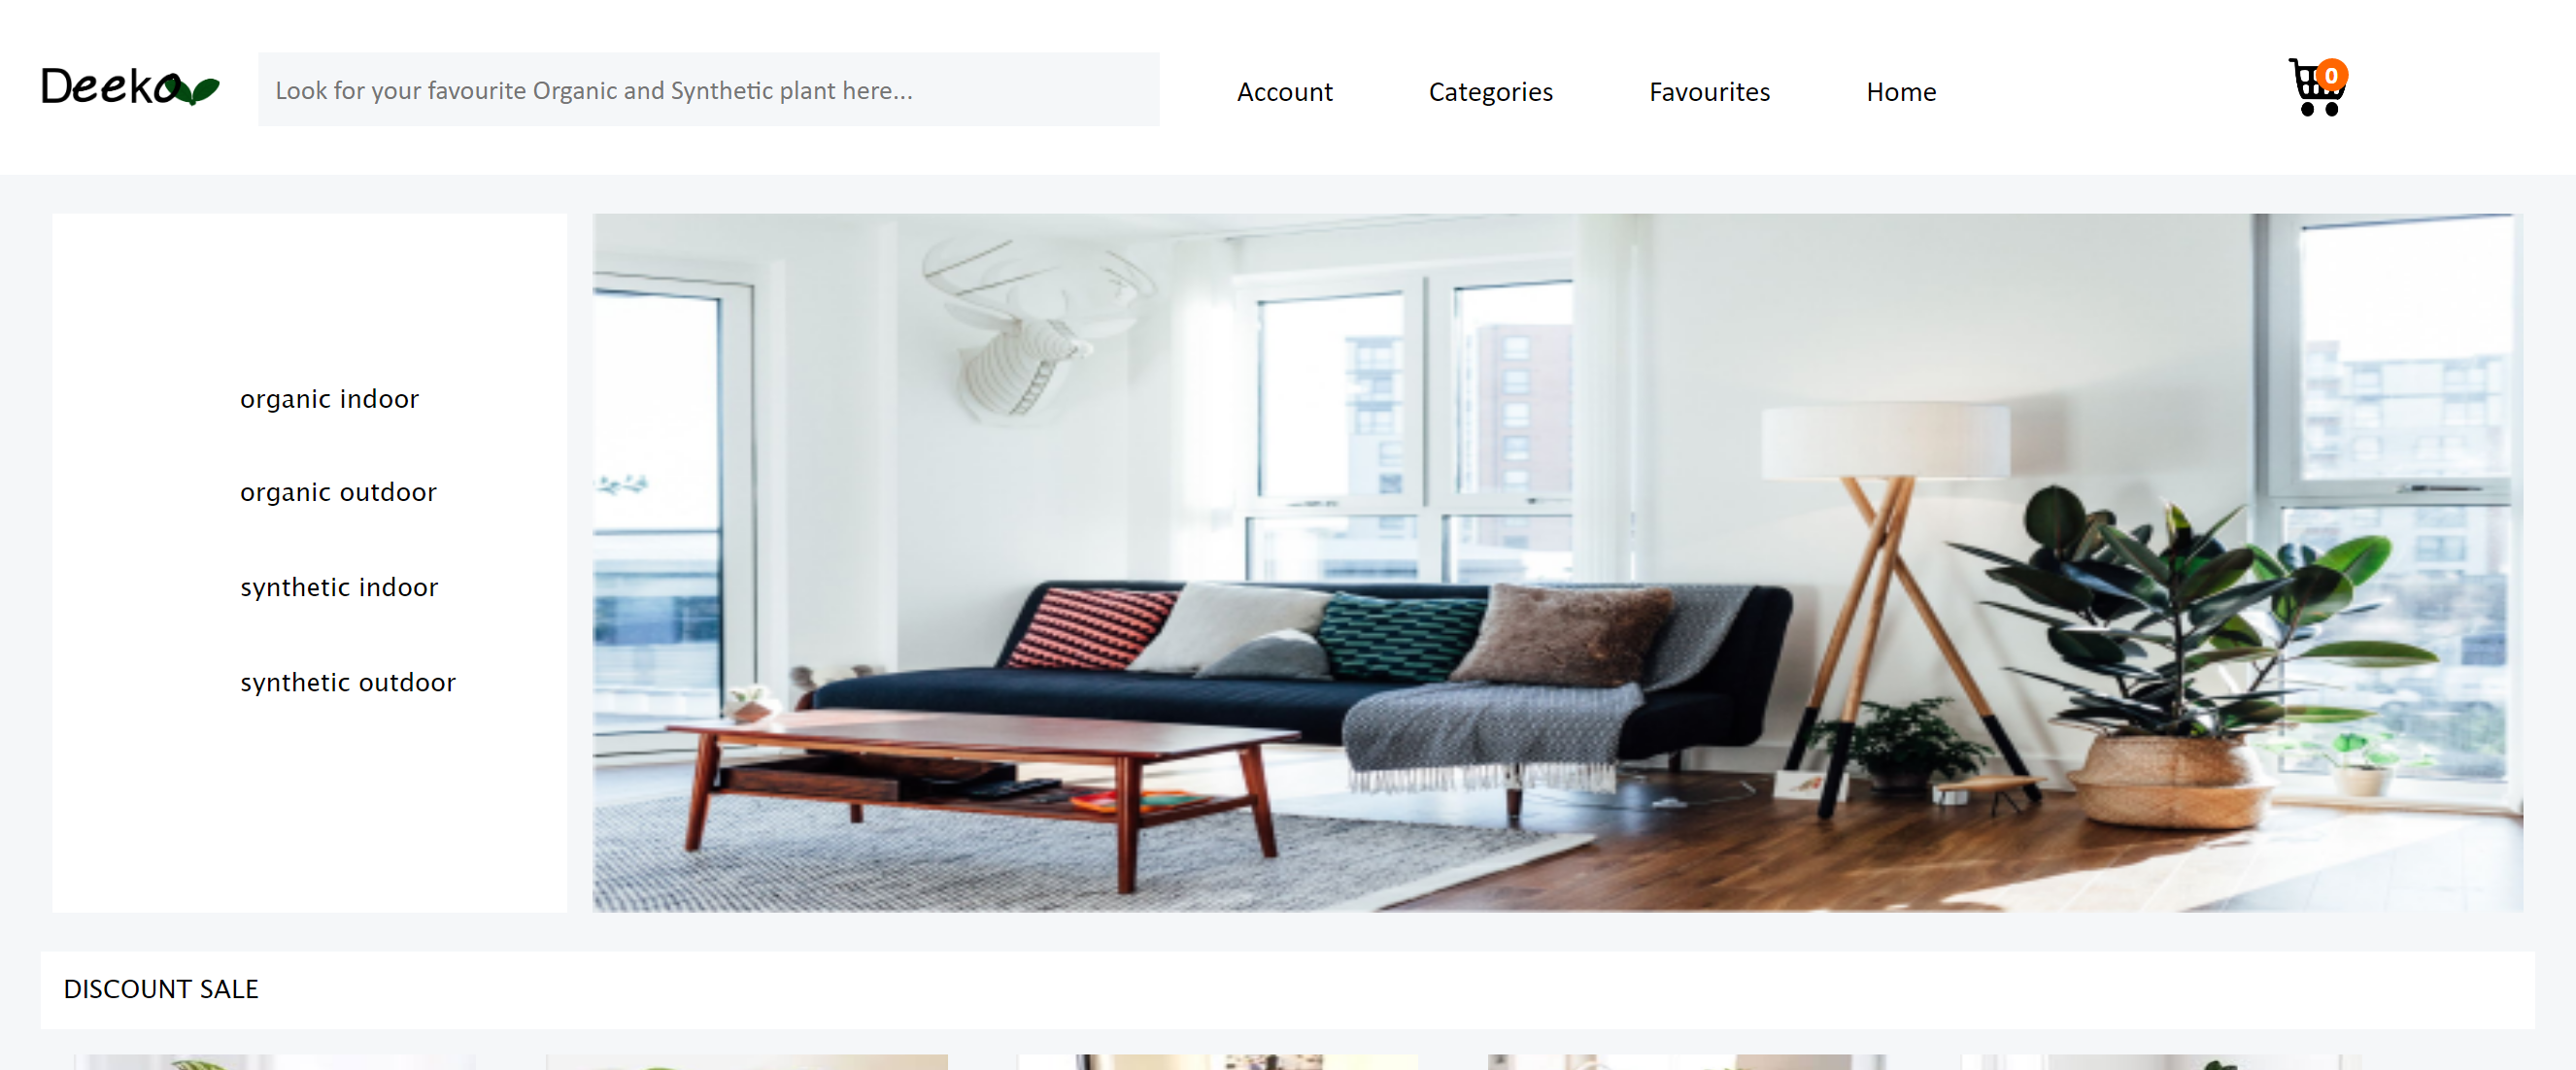 Deeko
Look for your favourite Organic and Synthetic plant here...
Account
Categories
Favourites
Home
0
organic indoor
organic outdoor
synthetic indoor
synthetic outdoor
DISCOUNT SALE